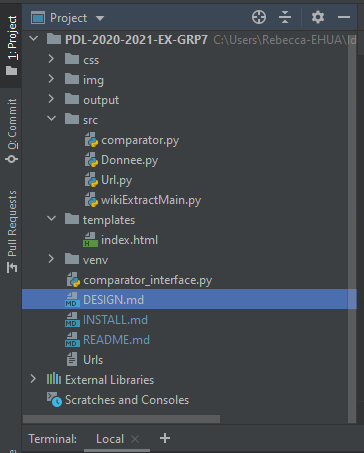 Project
PDL-2020-2021-EX-GRP7 C:\Users\Rebecca-EHUA\Id
css
img
output
src
comparator.py
Donnee.py
Url.py
wikiExtractMain.py
templates
index.html
venv
comparator_interface.py
DESIGN.md
INSTALL.md
README.md
Urls
External Libraries
Scratches and Consoles
Terminal: Local
1: Project
0: Commit
Pull Requests